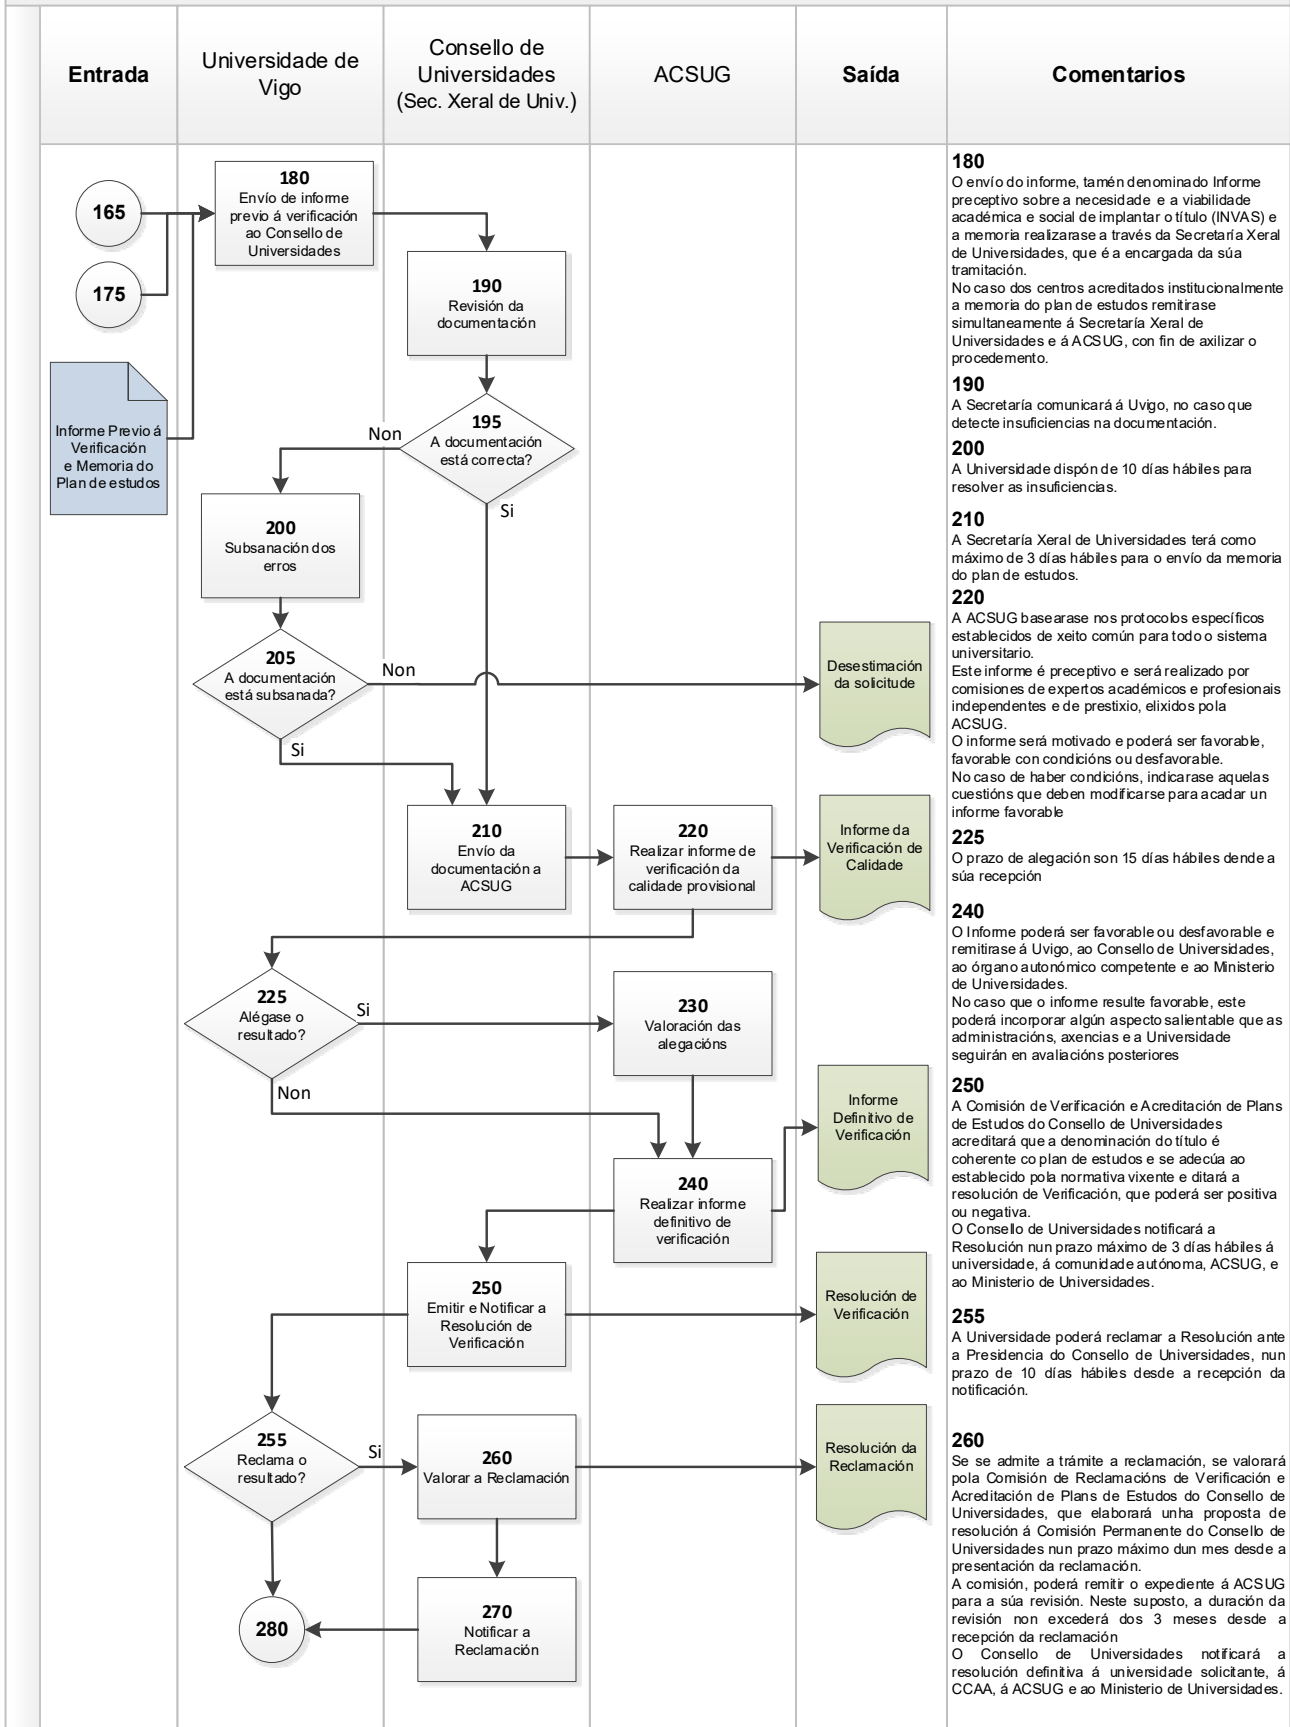 Entrada
Universidade de
Vigo
Consello de
Universidades
(Sec. Xeral de Univ.)
ACSUG
Saída
Comentarios
165
175
Informe Previo á
Verificación
e Memoria do
Plan de estudos
180
Envío de informe
previo á verificación
ao Consello de
Universidades
190
Revisión da
documentación
195
A documentación
está correcta?
Non
Si
200
Subsanación dos
erros
205
A documentación
está subsanada?
Non
Si
Desestimación
da solicitude
210
Envío da
documentación a
ACSUG
220
Realizar informe de
verificación da
calidade provisional
Informe da
Verificación de
Calidade
225
Alégase o
resultado?
Si
Non
230
Valoración das
alegacións
240
Realizar informe
definitivo de
verificación
Informe
Definitivo de
Verificación
250
Emitir e Notificar a
Resolución de
Verificación
Resolución de
Verificación
255
Reclama o
resultado?
Si
260
Valorar a Reclamación
Resolución da
Reclamación
270
Notificar a
Reclamación
280
180
O envío do informe, tamén denominado Informe
preceptivo sobre a necesidade e a viabilidade
académica e social de implantar o título (INVAS) e
a memoria realizarase a través da Secretaría Xeral
de Universidades, que é a encargada da súa
tramitación.
No caso dos centros acreditados institucionalmente
a memoria do plan de estudos remitirase
simultaneamente á Secretaría Xeral de
Universidades e á ACSUG, con fin de axilizar o
procedemento.
190
A Secretaría comunicará á Uvigo, no caso que
detecte insuficiencias na documentación.
200
A Universidade dispón de 10 días hábiles para
resolver as insuficiencias.
210
A Secretaría Xeral de Universidades terá como
máximo de 3 días hábiles para o envío da memoria
do plan de estudos.
220
A ACSUG basearase nos protocolos específicos
establecidos de xeito común para todo o sistema
universitario.
Este informe é preceptivo e será realizado por
comisiones de expertos académicos e profesionais
independentes e de prestixio, elixidos pola
ACSUG.
O informe será motivado e poderá ser favorable,
favorable con condicións ou desfavorable.
No caso de haber condicións, indicarase aquelas
cuestións que deben modificarse para acadar un
informe favorable
225
O prazo de alegación son 15 días hábiles dende a
súa recepción
240
O Informe poderá ser favorable ou desfavorable e
remitirase á Uvigo, ao Consello de Universidades,
ao órgano autonómico competente e ao Ministerio
de Universidades.
No caso que o informe resulte favorable, este
poderá incorporar algún aspecto salientable que as
administracións, axencias e a Universidade
seguirán en avaliacións posteriores
250
A Comisión de Verificación e Acreditación de Plans
de Estudos do Consello de Universidades
acreditará que a denominación do título é
coherente co plan de estudos e se adecúa ao
establecido pola normativa vixente e ditará a
resolución de Verificación, que poderá ser positiva
ou negativa.
O Consello de Universidades notificará a
Resolución nun prazo máximo de 3 días hábiles á
universidade, á comunidade autónoma, ACSUG, e
ao Ministerio de Universidades.
255
A Universidade poderá reclamar a Resolución ante
a Presidencia do Consello de Universidades, nun
prazo de 10 días hábiles desde a recepción da
notificación.
260
Se se admite a trámite a reclamación, se valorará
pola Comisión de Reclamacións de Verificación e
Acreditación de Plans de Estudos do Consello de
Universidades, que elaborará unha proposta de
resolución á Comisión Permanente do Consello de
Universidades nun prazo máximo dun mes desde a
presentación da reclamación.
A comisión, poderá remitir o expediente á ACSUG
para a súa revisión. Neste suposto, a duración da
revisión non excederá dos 3 meses desde a
recepción da reclamación
O Consello de Universidades notificará a
resolución definitiva á universidade solicitante, á
CCAA, á ACSUG e ao Ministerio de Universidades.